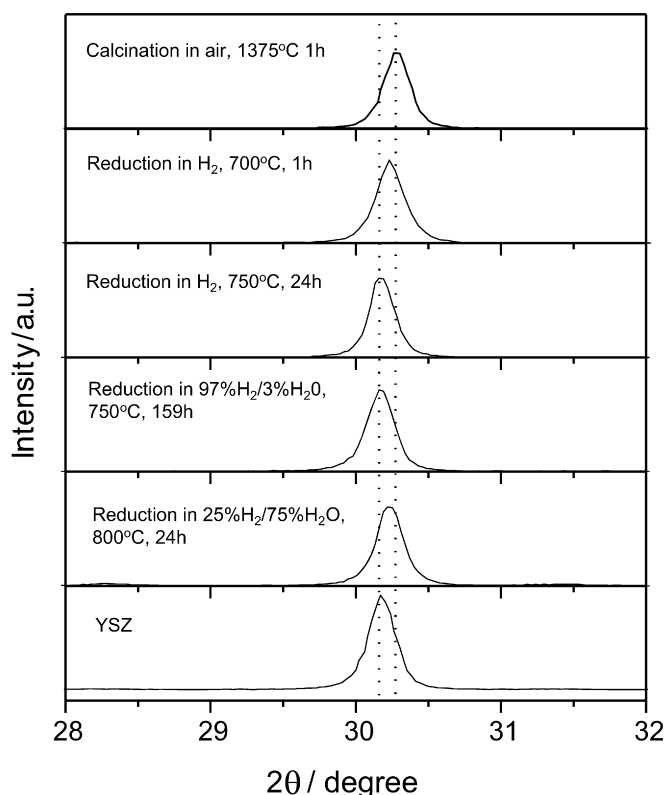 Calcination in air, 1375°C 1h
Reduction in H₂, 700°C, 1h
Reduction in H₂, 750°C, 24h
Reduction in 97%H₂/3%H₂0,
750°C, 159h
Reduction in 25%H₂/75%H₂O,
800°C, 24h
YSZ
Intensity/a.u.
28 29 30 31 32
2θ / degree